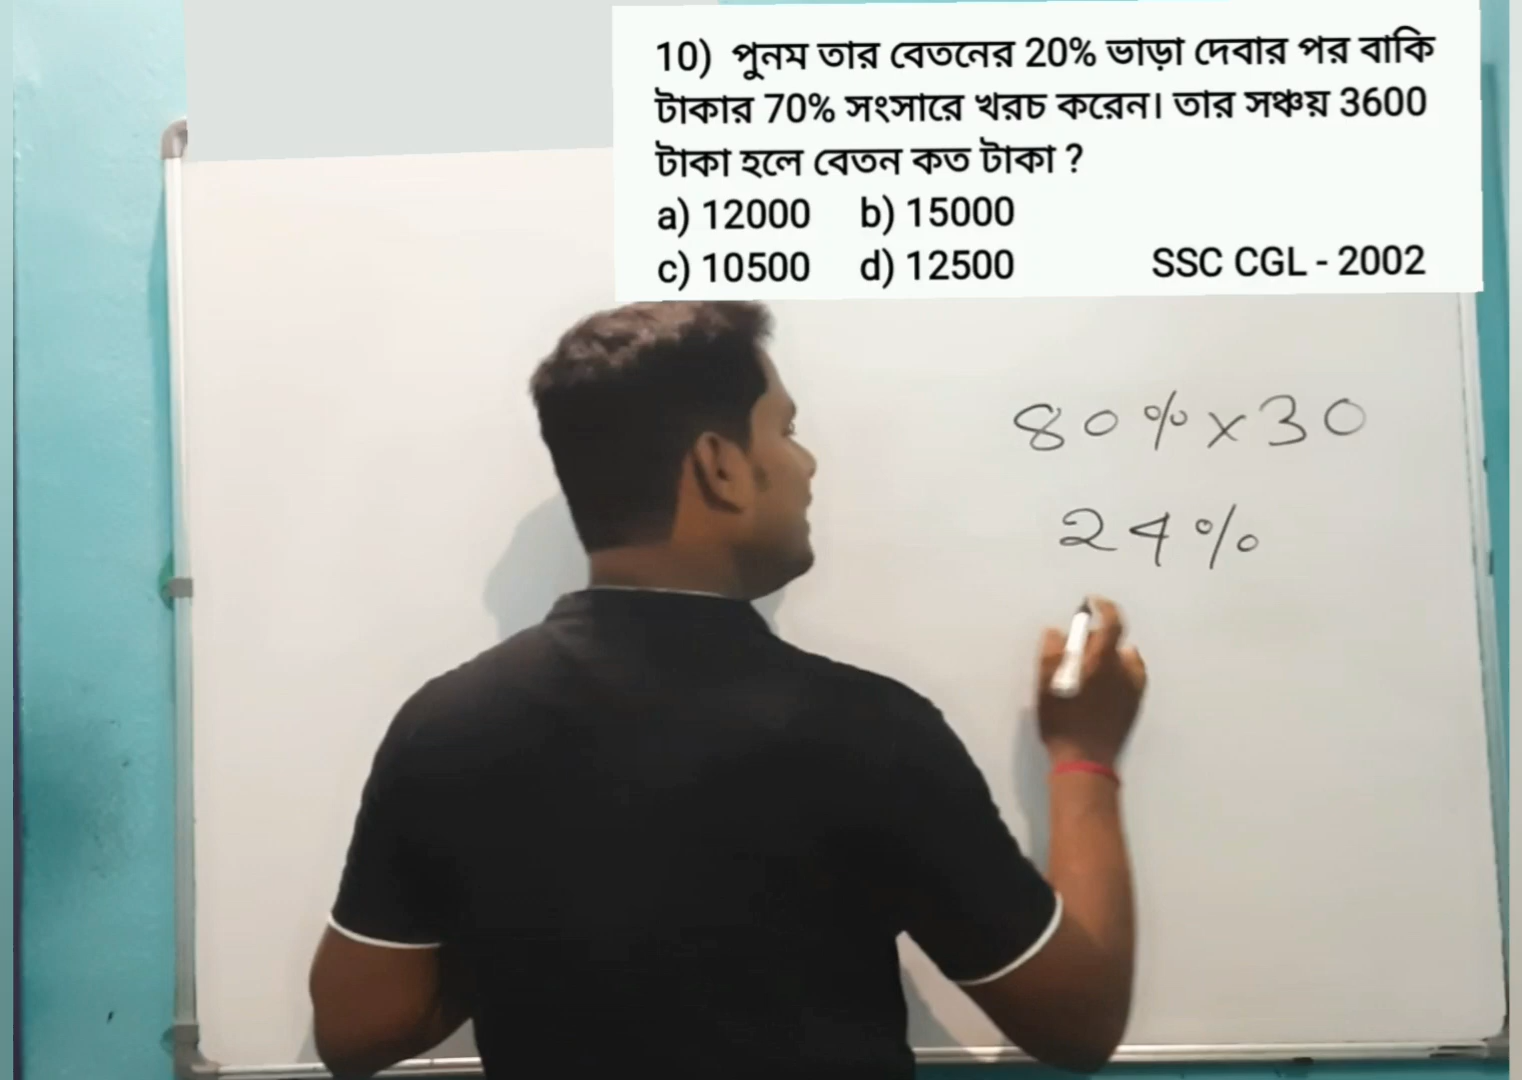 10) পুনম তার বেতনের 20% ভাড়া দেবার পর বাকি
টাকার 70% সংসারে খরচ করেন। তার সঞ্চয় 3600
টাকা হলে বেতন কত টাকা ?
a) 12000 b) 15000
c) 10500 d) 12500 SSC CGL - 2002
80% x 30
24%